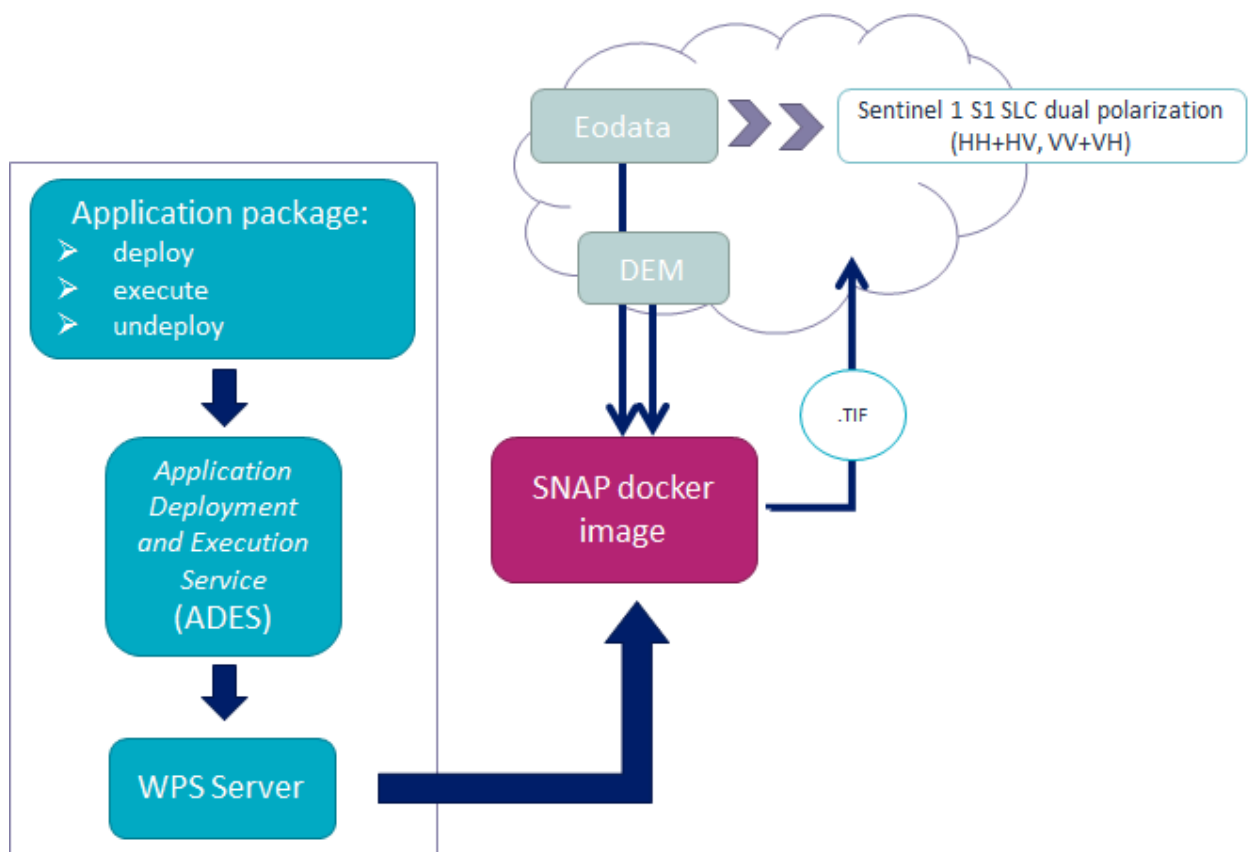 Eodata
Sentinel 1 S1 SLC dual polarization
(HH+HV, VV+VH)
Application package:
➢ deploy
➢ execute
➢ undeploy
DEM
.TIF
Application
Deployment
and Execution
Service
(ADES)
SNAP docker
image
WPS Server